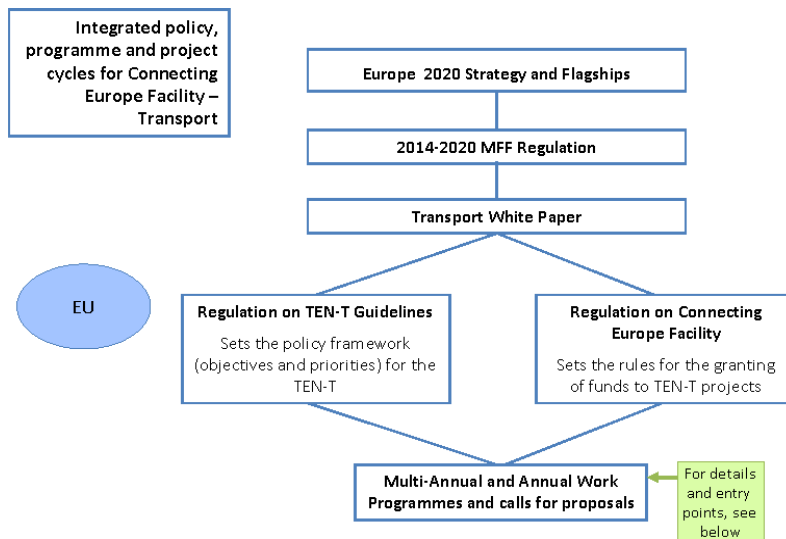 Integrated policy,
programme and project
cycles for Connecting
Europe Facility –
Transport
Europe 2020 Strategy and Flagships
2014-2020 MFF Regulation
Transport White Paper
EU
Regulation on TEN-T Guidelines
Sets the policy framework
(objectives and priorities) for the
TEN-T
Regulation on Connecting
Europe Facility
Sets the rules for the granting
of funds to TEN-T projects
Multi-Annual and Annual Work
Programmes and calls for proposals
For details
and entry
points, see
below